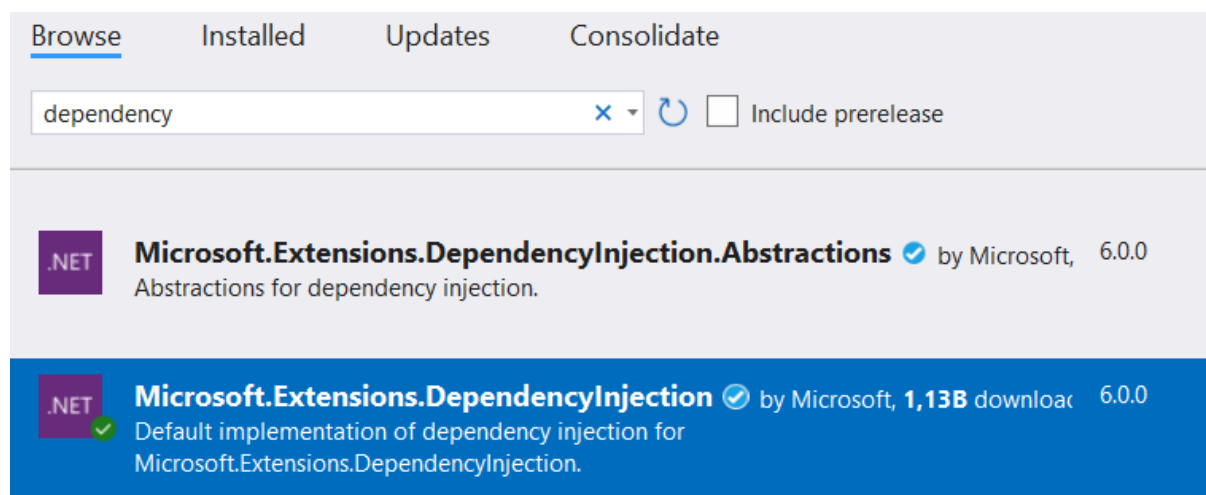 Browse Installed Updates Consolidate
dependency
Include prerelease
.NET
Microsoft.Extensions.DependencyInjection.Abstractions by Microsoft, 6.0.0
Abstractions for dependency injection.
.NET
Microsoft.Extensions.DependencyInjection by Microsoft, 1,13B downloac 6.0.0
Default implementation of dependency injection for
Microsoft.Extensions.DependencyInjection.